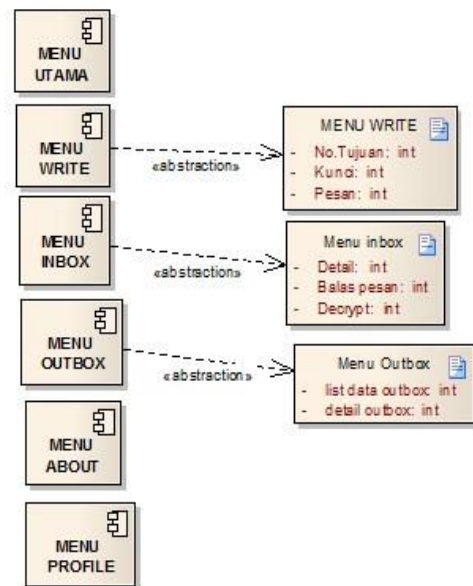 MENU
UTAMA
MENU
WRITE
«abstraction»
MENU WRITE
- No.Tujuan: int
- Kunci: int
- Pesan: int
MENU
INBOX
«abstraction»
Menu inbox
- Detail: int
- Balas pesan: int
- Decrypt: int
MENU
OUTBOX
«abstraction»
Menu Outbox
- list data outbox: int
- detail outbox: int
MENU
ABOUT
MENU
PROFILE